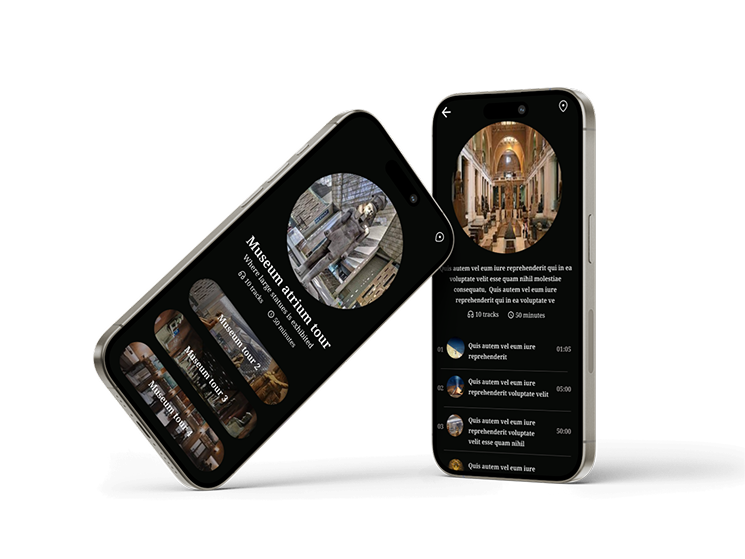 Museum atrium tour
Where large statues is exhibited
10 tracks
50 minutes
Museum tour 2
Museum tour 3
Museum tour 4
Quis autem vel eum iure reprehenderit qui in ea
voluptate velit esse quam nihil molestiae
consequatu, Quis autem vel eum iure
reprehenderit qui in ea voluptate ve
10 tracks 50 minutes
01 Quis autem vel eum iure 01:05
reprehenderit
02 Quis autem vel eum iure 05:00
reprehenderit voluptate velit
03 Quis autem vel eum iure 50:00
reprehenderit voluptate
velit esse quam nihil
Quis autem vel eum iure